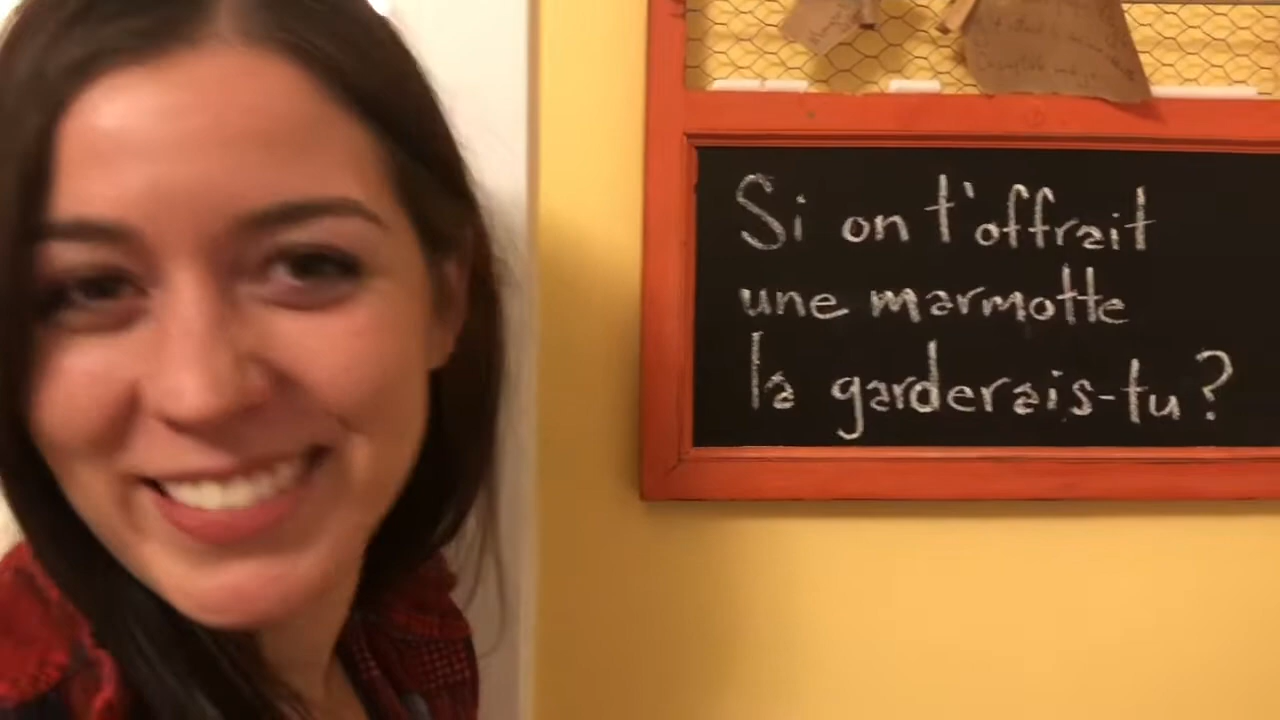 Si on t'offrait
une marmotte
la garderais-tu ?